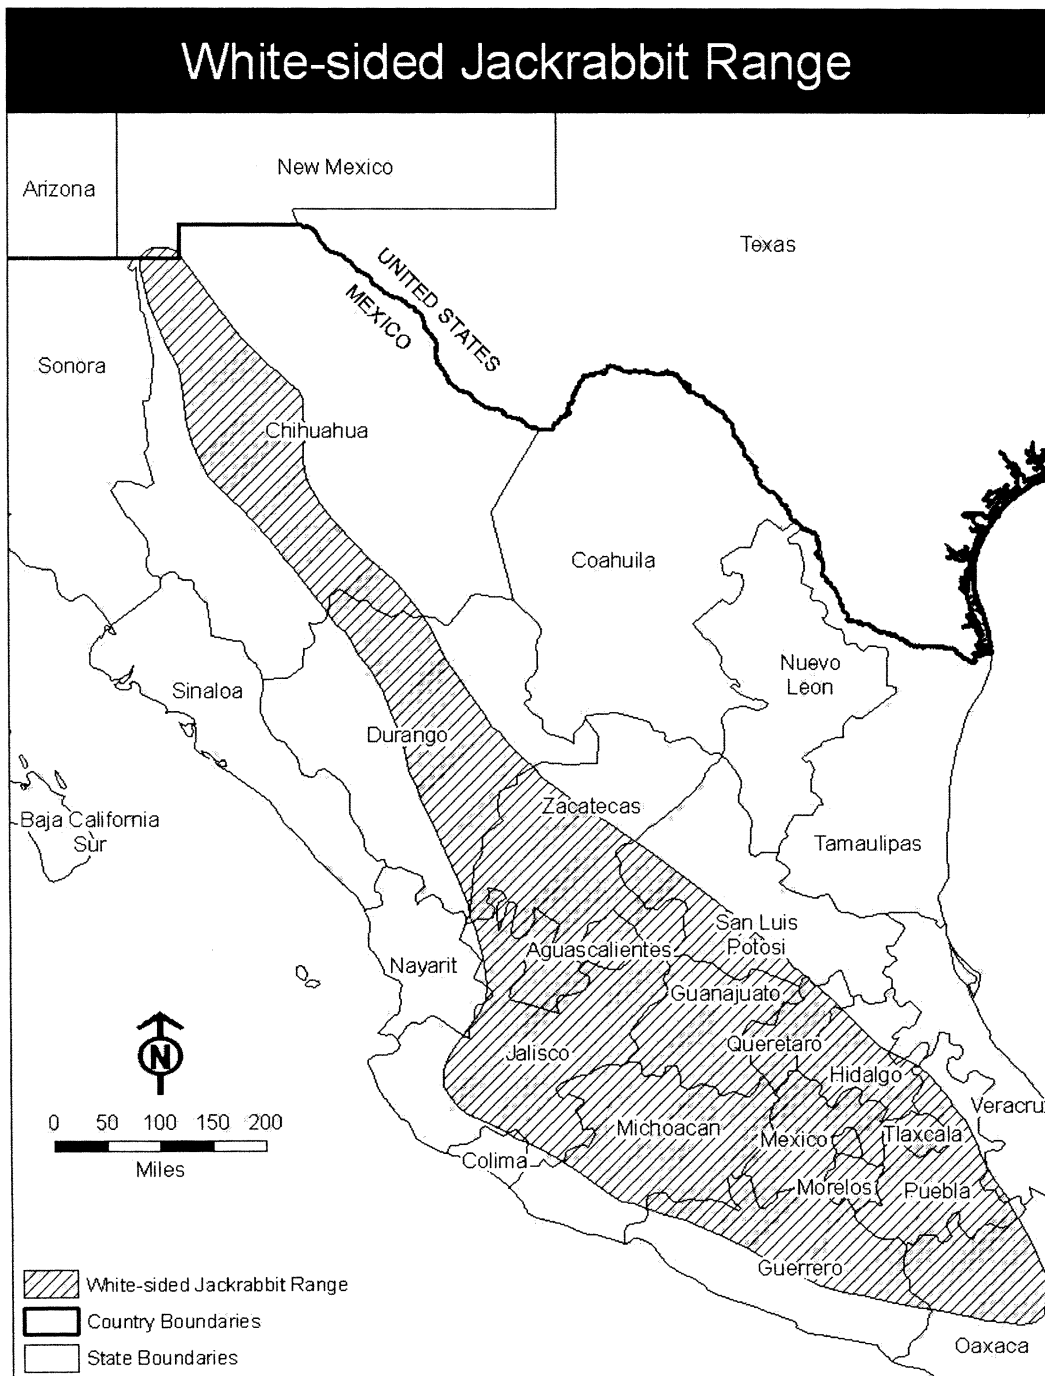 White-sided Jackrabbit Range
New Mexico
Arizona
Texas
UNITED STATES
MEXICO
Sonora
Chihuahua
Coahuila
Nuevo
Leon
Sinaloa
Durango
Zacatecas
Baja California
Sur
Tamaulipas
San Luis
Potosi
Aguascalientes
Nayarit
Guanajuato
Queretaro
Jalisco
Hidalgo
Veracruz
Michoacan
Mexico
Tlaxcala
Colima
Morelos
Puebla
Guerrero
Oaxaca
N
0 50 100 150 200
Miles
White-sided Jackrabbit Range
Country Boundaries
State Boundaries